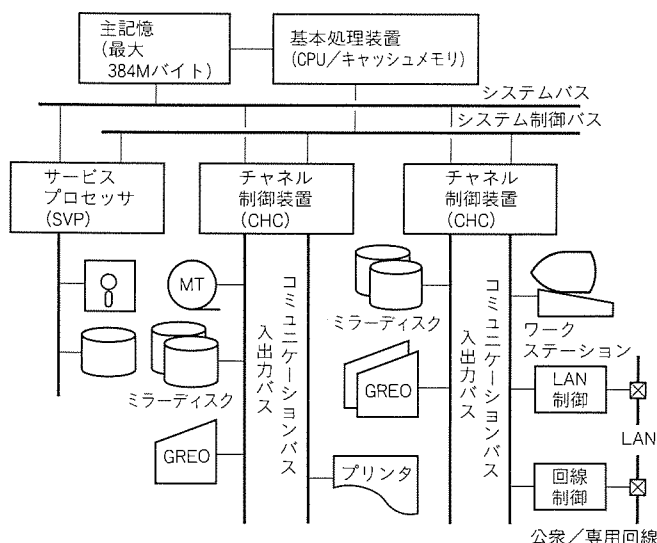 主記憶
(最大
384Mバイト)
基本処理装置
(CPU/キャッシュメモリ)
システムバス
システム制御バス
サービス
プロセッサ
(SVP)
チャネル
制御装置
(CHC)
チャネル
制御装置
(CHC)
MT
ミラーディスク
GREO
入出力バス
コミュニケーションバス
プリンタ
ミラーディスク
GREO
入出力バス
コミュニケーションバス
ワーク
ステーション
LAN
制御
LAN
回線
制御
公衆/専用回線